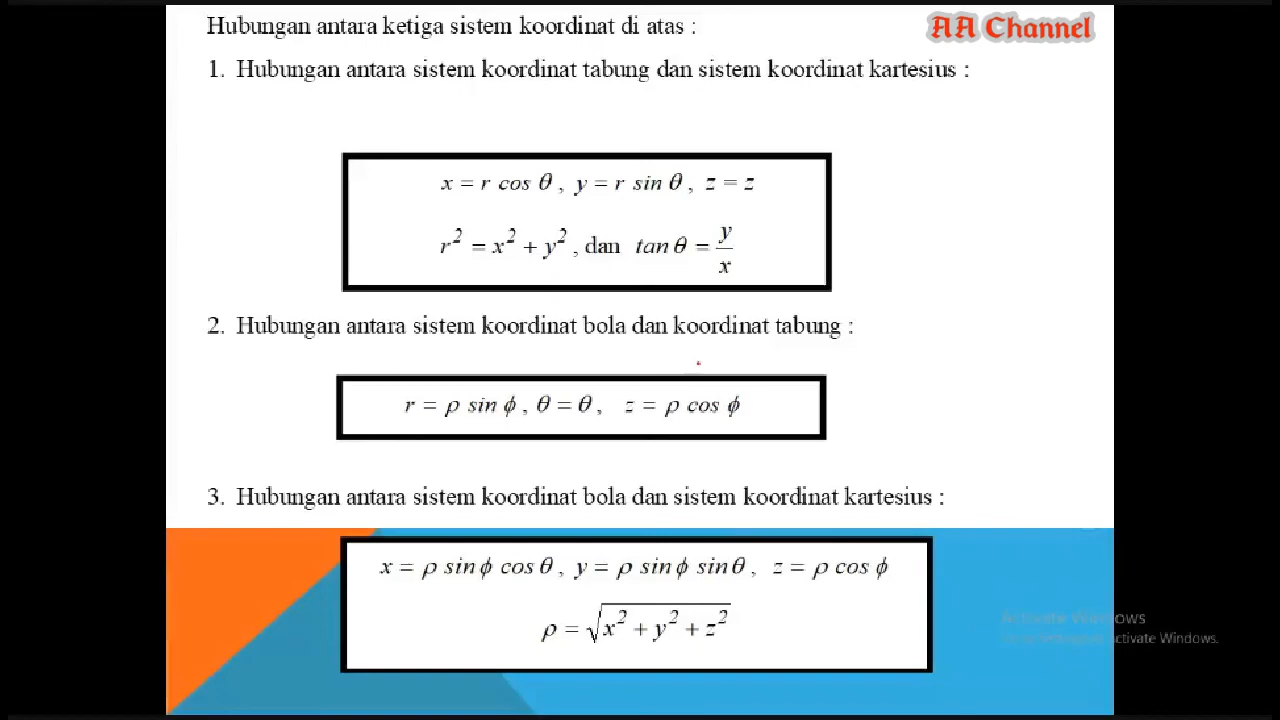 Hubungan antara ketiga sistem koordinat di atas :
AA Channel
1. Hubungan antara sistem koordinat tabung dan sistem koordinat kartesius :
x = r cos θ , y = r sin θ , z = z
r² = x² + y² , dan tan θ = y/x
2. Hubungan antara sistem koordinat bola dan koordinat tabung :
r = ρ sin ϕ , θ = θ , z = ρ cos ϕ
3. Hubungan antara sistem koordinat bola dan sistem koordinat kartesius :
x = ρ sin ϕ cos θ , y = ρ sin ϕ sin θ , z = ρ cos ϕ
ρ = √(x² + y² + z²)
Activate Windows
activate Windows.